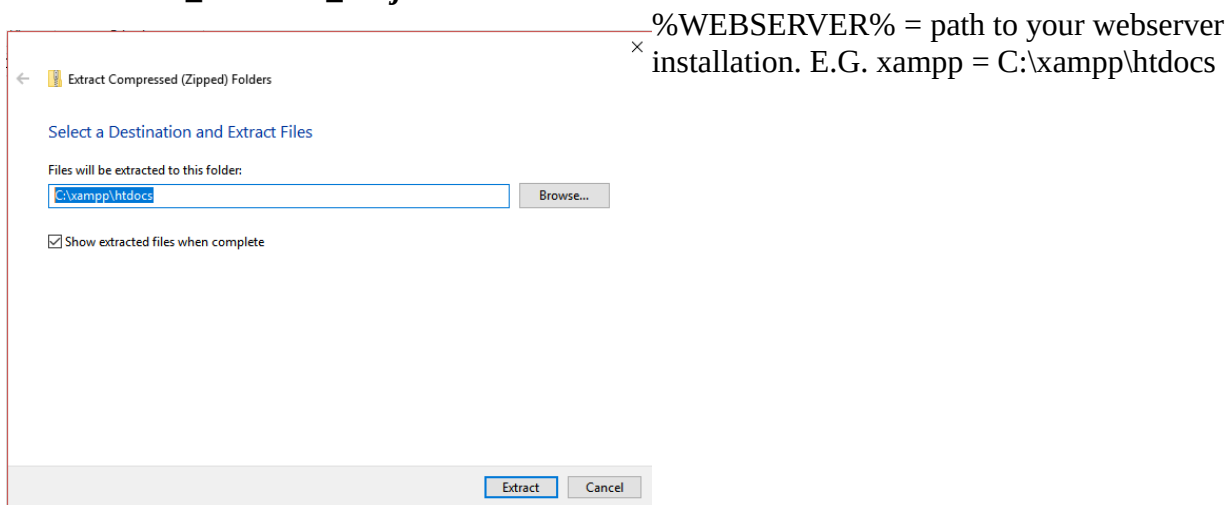 %WEBSERVER% = path to your webserver
installation. E.G. xampp = C:\xampp\htdocs
Extract Compressed (Zipped) Folders
Select a Destination and Extract Files
Files will be extracted to this folder:
C:\xampp\htdocs
Browse...
Show extracted files when complete
Extract
Cancel